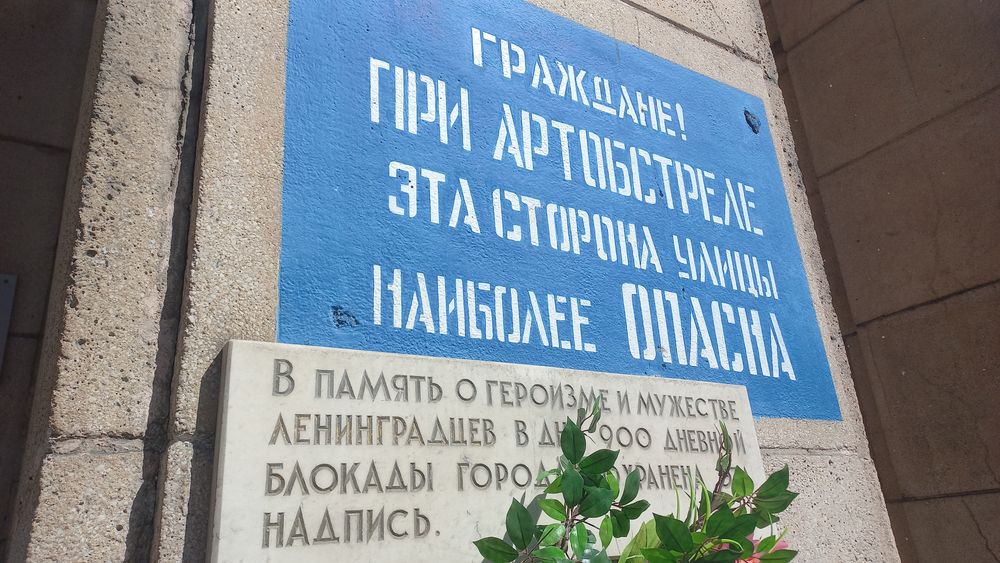 ГРАЖДАНЕ!
ПРИ АРТОБСТРЕЛЕ
ЭТА СТОРОНА УЛИЦЫ
НАИБОЛЕЕ ОПАСНА
В ПАМЯТЬ О ГЕРОИЗМЕ И МУЖЕСТВЕ
ЛЕНИНГРАДЦЕВ В 900 ДНЕВНОЙ
БЛОКАДЫ
НАДПИСЬ.